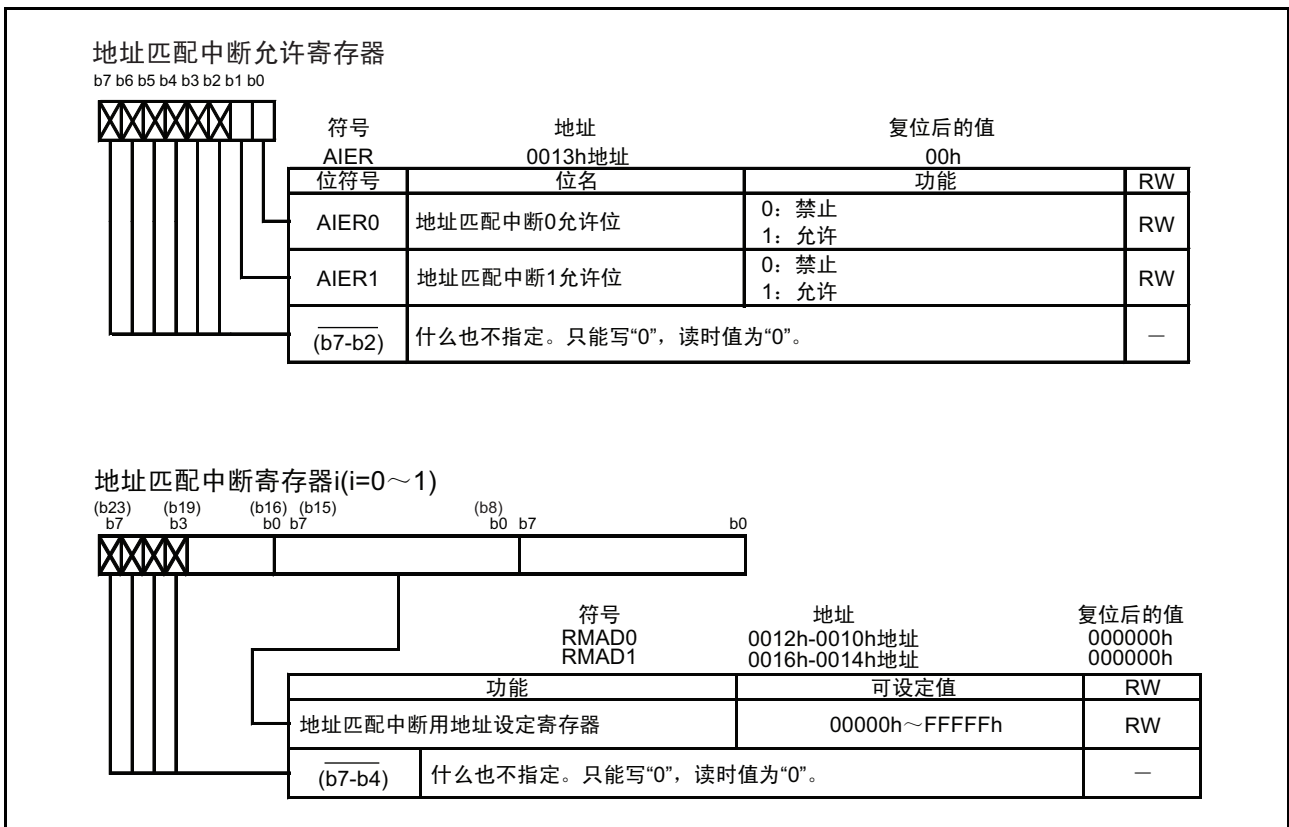 地址匹配中断允许寄存器
b7 b6 b5 b4 b3 b2 b1 b0
符号 地址 复位后的值
AIER 0013h地址 00h
位符号 位名 功能 RW
AIER0 地址匹配中断0允许位 0：禁止 RW
1：允许
AIER1 地址匹配中断1允许位 0：禁止 RW
1：允许
(b7-b2) 什么也不指定。只能写“0”，读时值为“0”。 －
地址匹配中断寄存器i(i=0～1)
(b23) (b19) (b16) (b15) (b8)
b7 b3 b0 b7 b0 b7 b0
符号 地址 复位后的值
RMAD0 0012h-0010h地址 000000h
RMAD1 0016h-0014h地址 000000h
功能 可设定值 RW
地址匹配中断用地址设定寄存器 00000h～FFFFFh RW
(b7-b4) 什么也不指定。只能写“0”，读时值为“0”。 －